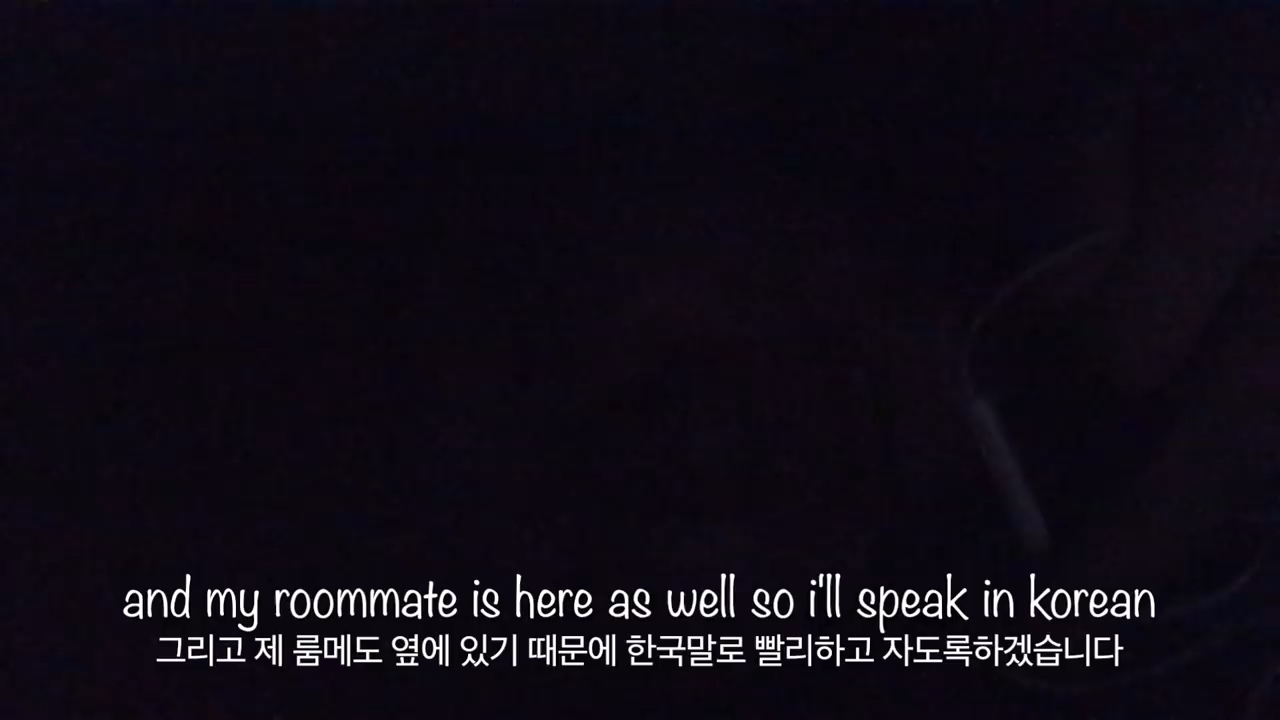 and my roommate is here as well so i'll speak in korean
그리고 제 룸메도 옆에 있기 때문에 한국말로 빨리하고 자도록하겠습니다